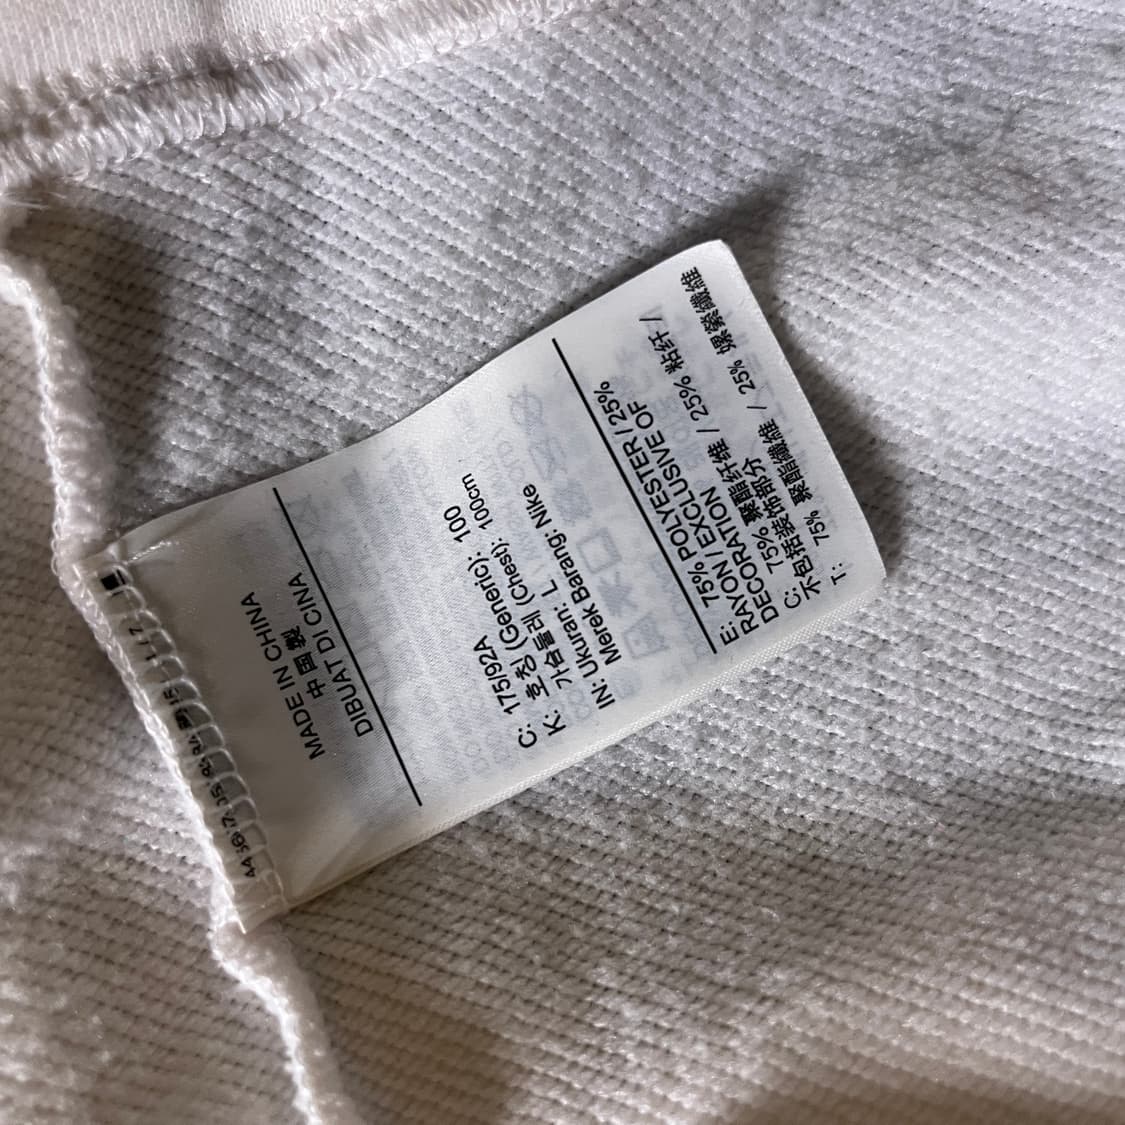 MADE IN CHINA
中国製
DIBUAT DI CINA
C: 175/92A
K: 호칭 (Generic): 100
가슴둘레 (Chest): 100cm
IN: Ukuran: L
Merek Barang: Nike
E: 75% POLYESTER / 25%
RAYON / EXCLUSIVE OF
DECORATION
C: 75% 聚酯纤维 / 25% 粘纤 /
不包括装饰部分
T: 75% 聚酯纖維 / 25% 嫘縈纖維